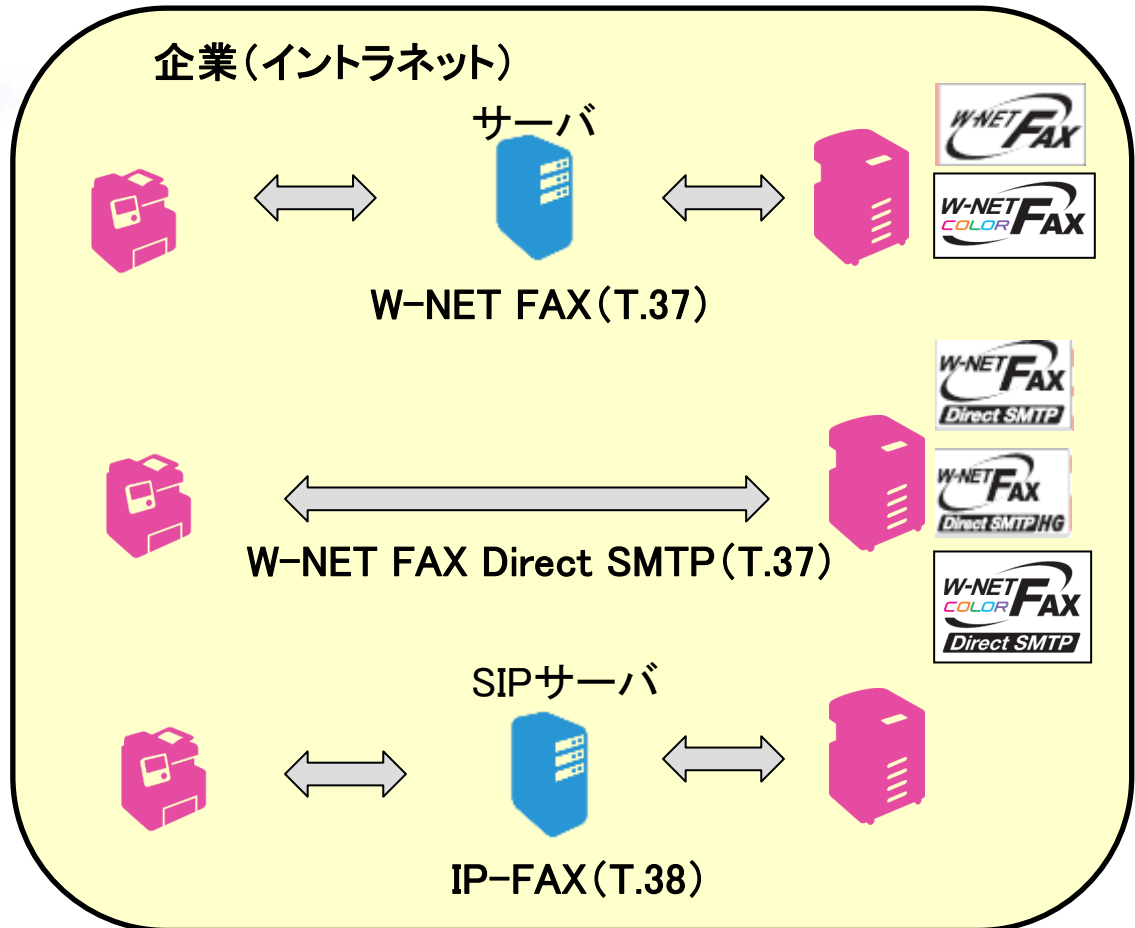 企業(イントラネット)
サーバ
W-NET FAX
W-NET FAX
COLOR
W-NET FAX(T.37)
W-NET FAX
Direct SMTP
W-NET FAX
Direct SMTP HG
W-NET FAX Direct SMTP(T.37)
W-NET FAX
COLOR
Direct SMTP
SIPサーバ
IP-FAX(T.38)